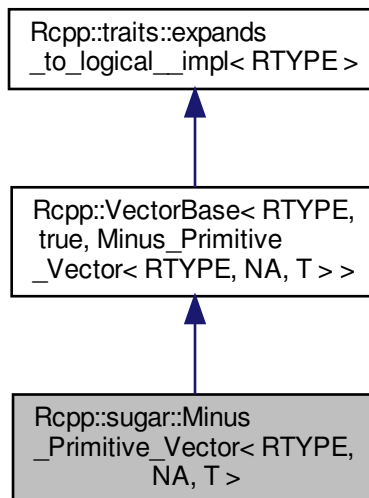 Rcpp::traits::expands
_to_logical__impl< RTYPE >
Rcpp::VectorBase< RTYPE,
true, Minus_Primitive
_Vector< RTYPE, NA, T > >
Rcpp::sugar::Minus
_Primitive_Vector< RTYPE,
NA, T >